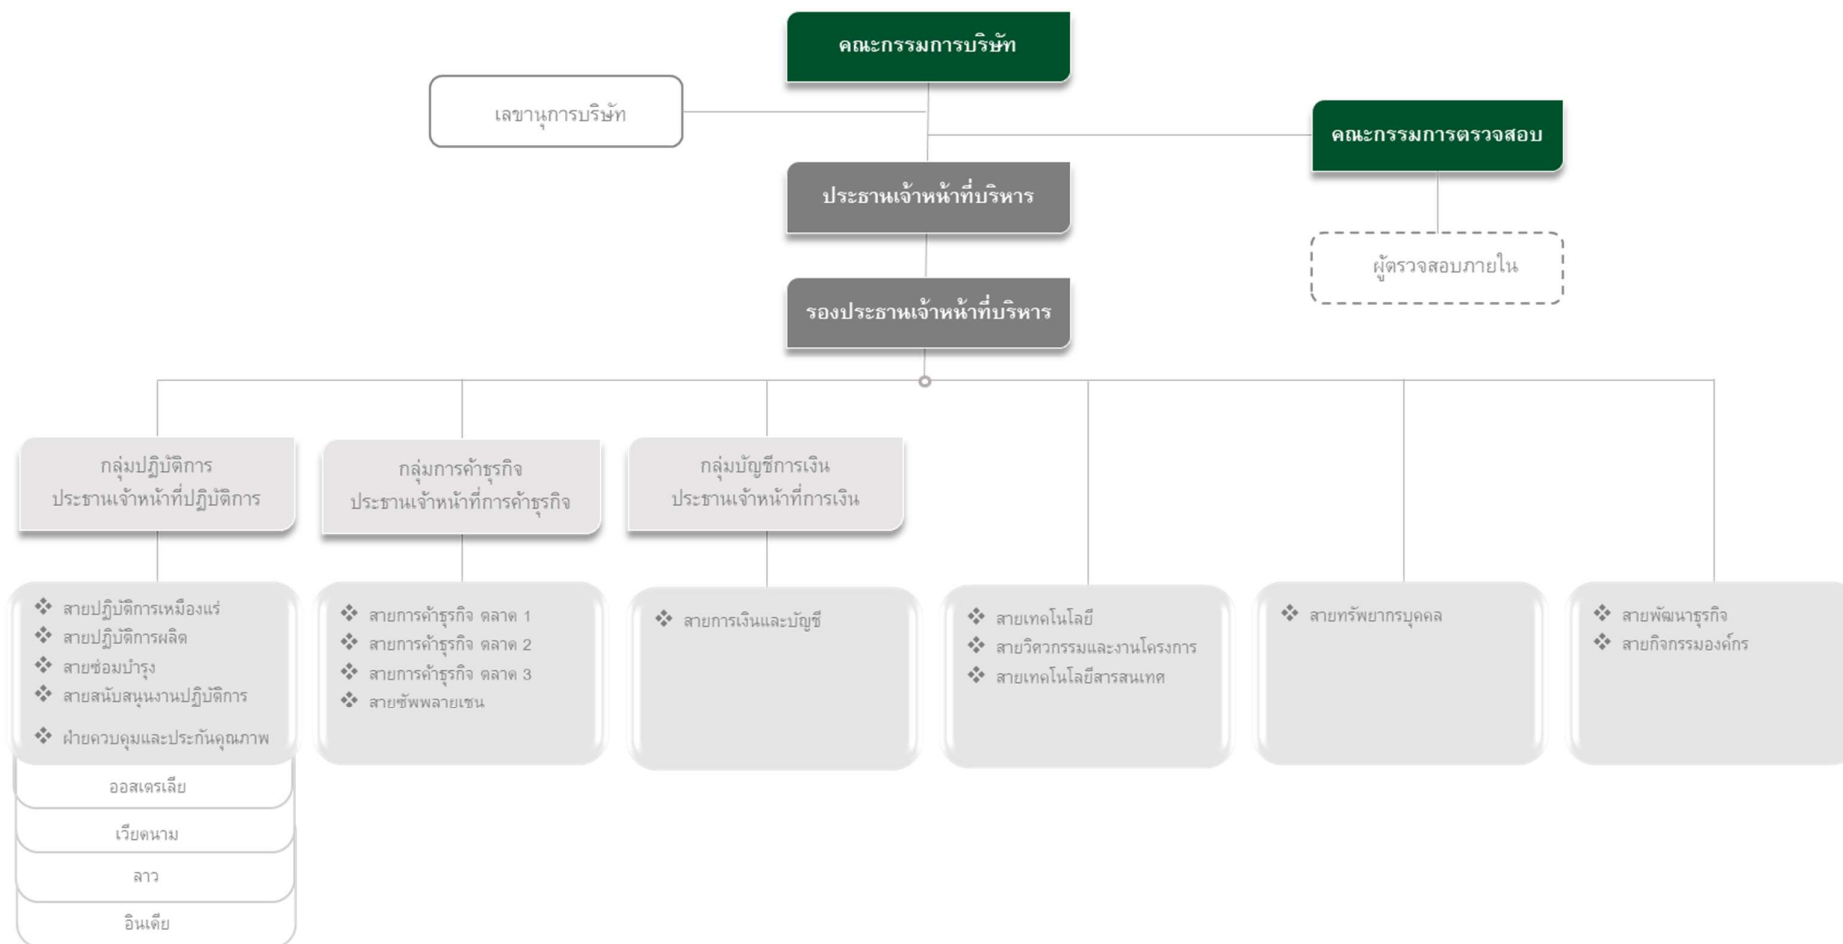 คณะกรรมการบริษัท
เลขานุการบริษัท
คณะกรรมการตรวจสอบ
ประธานเจ้าหน้าที่บริหาร
ผู้ตรวจสอบภายใน
รองประธานเจ้าหน้าที่บริหาร
กลุ่มปฏิบัติการ
ประธานเจ้าหน้าที่ปฏิบัติการ
กลุ่มการค้าธุรกิจ
ประธานเจ้าหน้าที่การค้าธุรกิจ
กลุ่มบัญชีการเงิน
ประธานเจ้าหน้าที่การเงิน
❖ สายปฏิบัติการเหมืองแร่
❖ สายปฏิบัติการผลิต
❖ สายซ่อมบำรุง
❖ สายสนับสนุนงานปฏิบัติการ
❖ ฝ่ายควบคุมและประกันคุณภาพ
ออสเตรเลีย
เวียดนาม
ลาว
อินเดีย
❖ สายการค้าธุรกิจ ตลาด 1
❖ สายการค้าธุรกิจ ตลาด 2
❖ สายการค้าธุรกิจ ตลาด 3
❖ สายซัพพลายเชน
❖ สายการเงินและบัญชี
❖ สายเทคโนโลยี
❖ สายวิศวกรรมและงานโครงการ
❖ สายเทคโนโลยีสารสนเทศ
❖ สายทรัพยากรบุคคล
❖ สายพัฒนาธุรกิจ
❖ สายกิจกรรมองค์กร